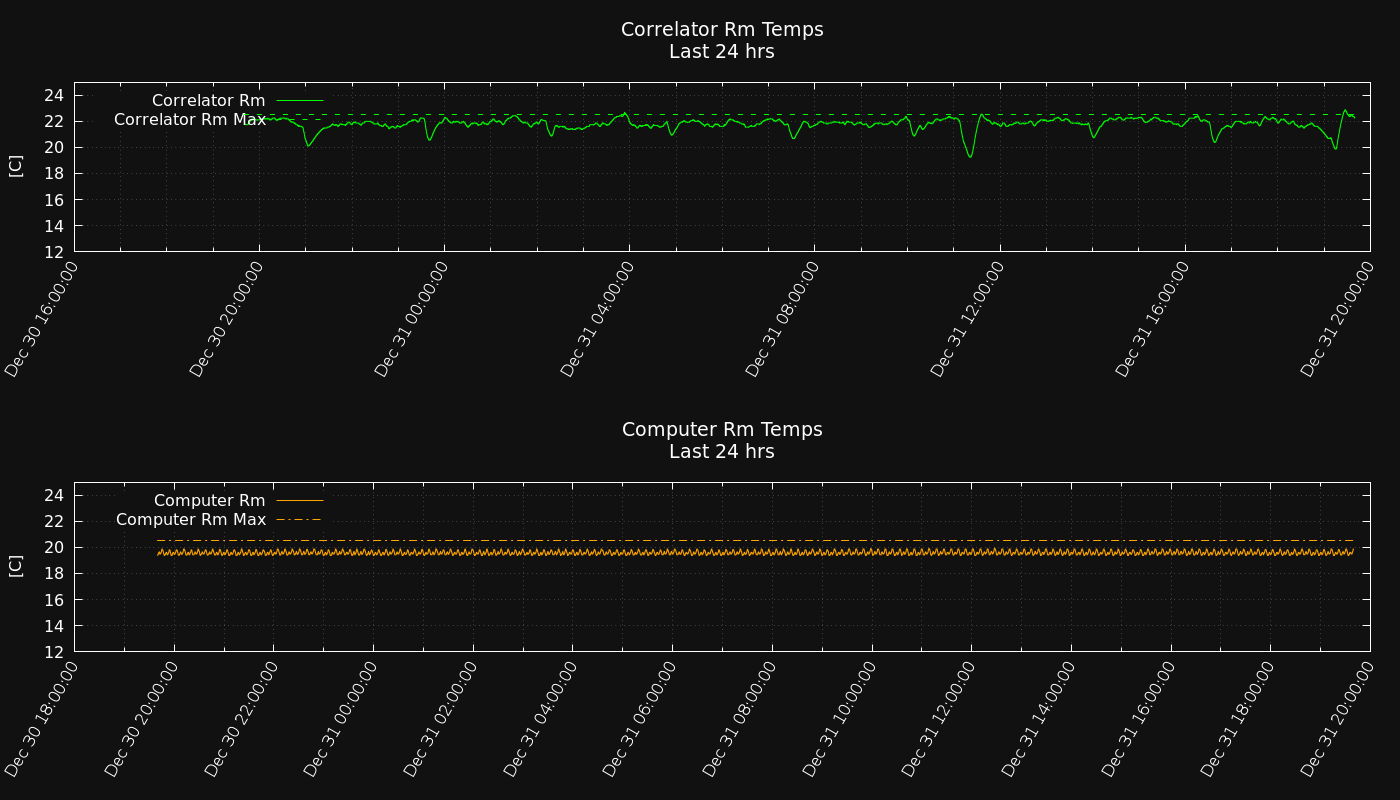 Correlator Rm Temps
Last 24 hrs
Correlator Rm
Correlator Rm Max
[C]
24
22
20
18
16
14
12
Dec 30 16:00:00
Dec 30 20:00:00
Dec 31 00:00:00
Dec 31 04:00:00
Dec 31 08:00:00
Dec 31 12:00:00
Dec 31 16:00:00
Dec 31 20:00:00
Computer Rm Temps
Last 24 hrs
Computer Rm
Computer Rm Max
[C]
24
22
20
18
16
14
12
Dec 30 18:00:00
Dec 30 20:00:00
Dec 30 22:00:00
Dec 31 00:00:00
Dec 31 02:00:00
Dec 31 04:00:00
Dec 31 06:00:00
Dec 31 08:00:00
Dec 31 10:00:00
Dec 31 12:00:00
Dec 31 14:00:00
Dec 31 16:00:00
Dec 31 18:00:00
Dec 31 20:00:00